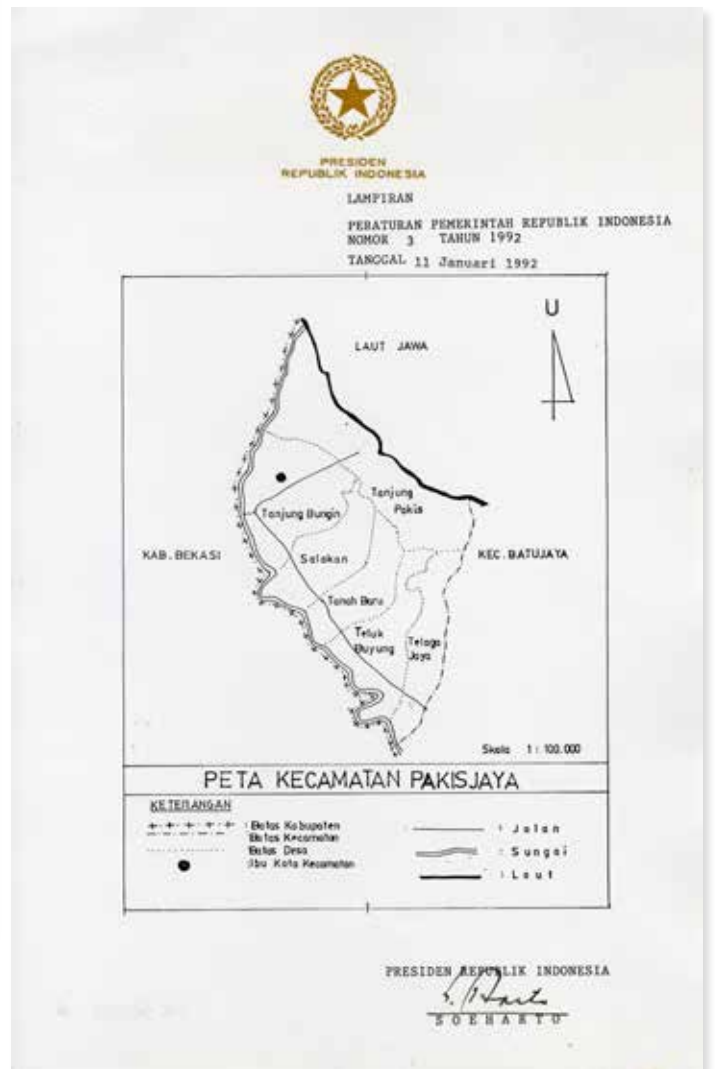 PRESIDEN
REPUBLIK INDONESIA
LAMPIRAN
PERATURAN PEMERINTAH REPUBLIK INDONESIA
NOMOR 3 TAHUN 1992
TANGGAL 11 Januari 1992
U
LAUT JAWA
Tanjung
Pakis
Tanjung Bungin
KAB. BEKASI
Solokan
KEC. BATUJAYA
Tanah Baru
Teluk
Buyung
Telaga
Jaya
Skala 1 : 100.000
PETA KECAMATAN PAKISJAYA
KETERANGAN
: Batas Kabupaten
: Batas Kecamatan
: Batas Desa
: Ibu Kota Kecamatan
: Jalan
: Sungai
: Laut
PRESIDEN REPUBLIK INDONESIA
SOEHARTO